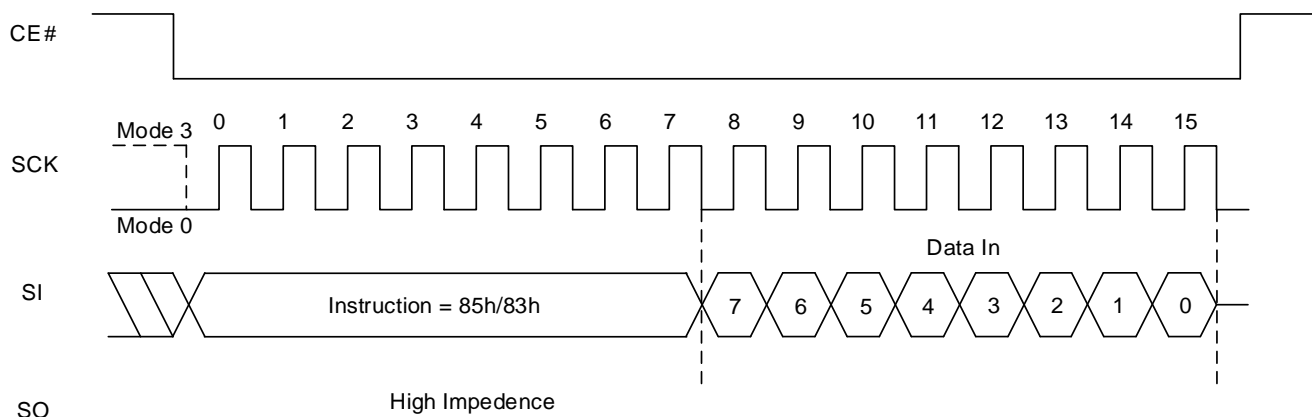 CE#
0 1 2 3 4 5 6 7 8 9 10 11 12 13 14 15
Mode 3
SCK
Mode 0
Data In
SI
Instruction = 85h/83h
7 6 5 4 3 2 1 0
High Impedence
SO